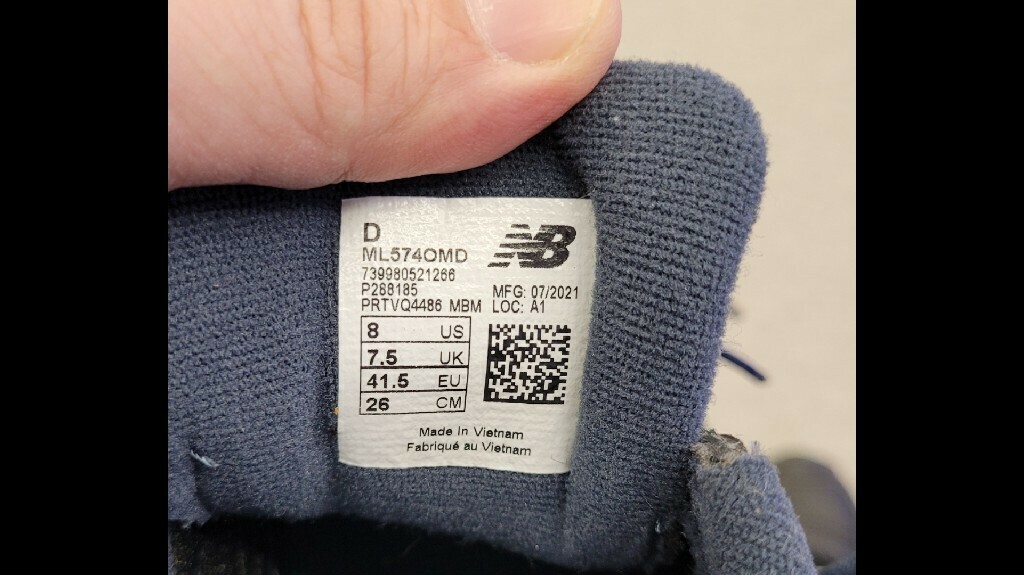 D
NB
ML574OMD
739980521266
P288185
MFG: 07/2021
PRTVQ4486 MBM LOC: A1
8 US
7.5 UK
41.5 EU
26 CM
Made In Vietnam
Fabriqué au Vietnam